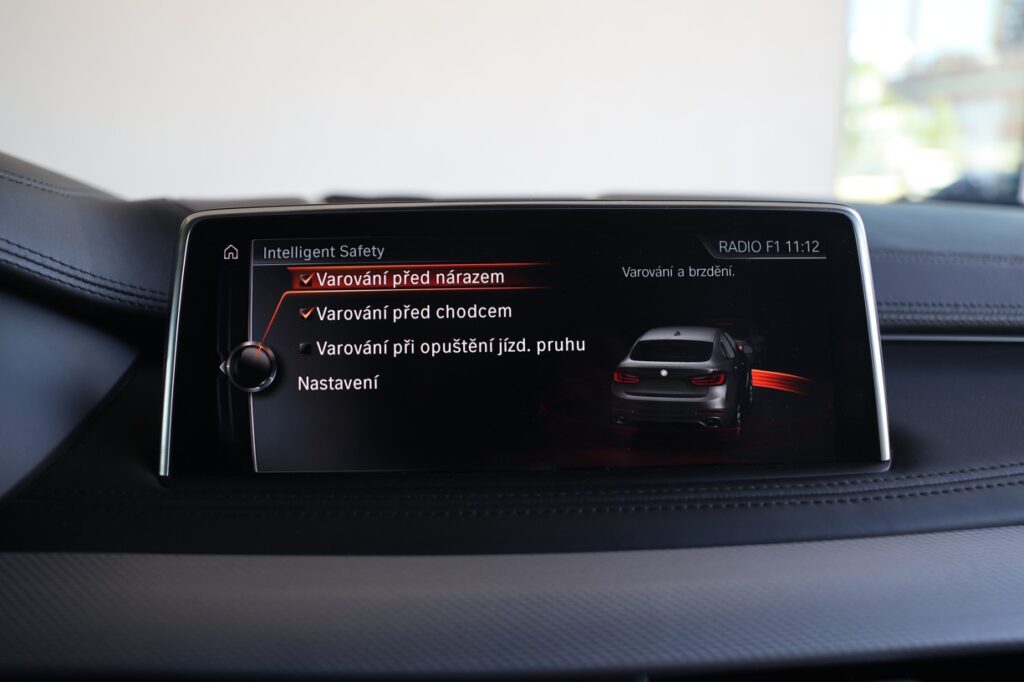 Intelligent Safety
RADIO F1 11:12
Varování před nárazem
Varování a brzdění.
Varování před chodcem
Varování při opuštění jízd. pruhu
Nastavení